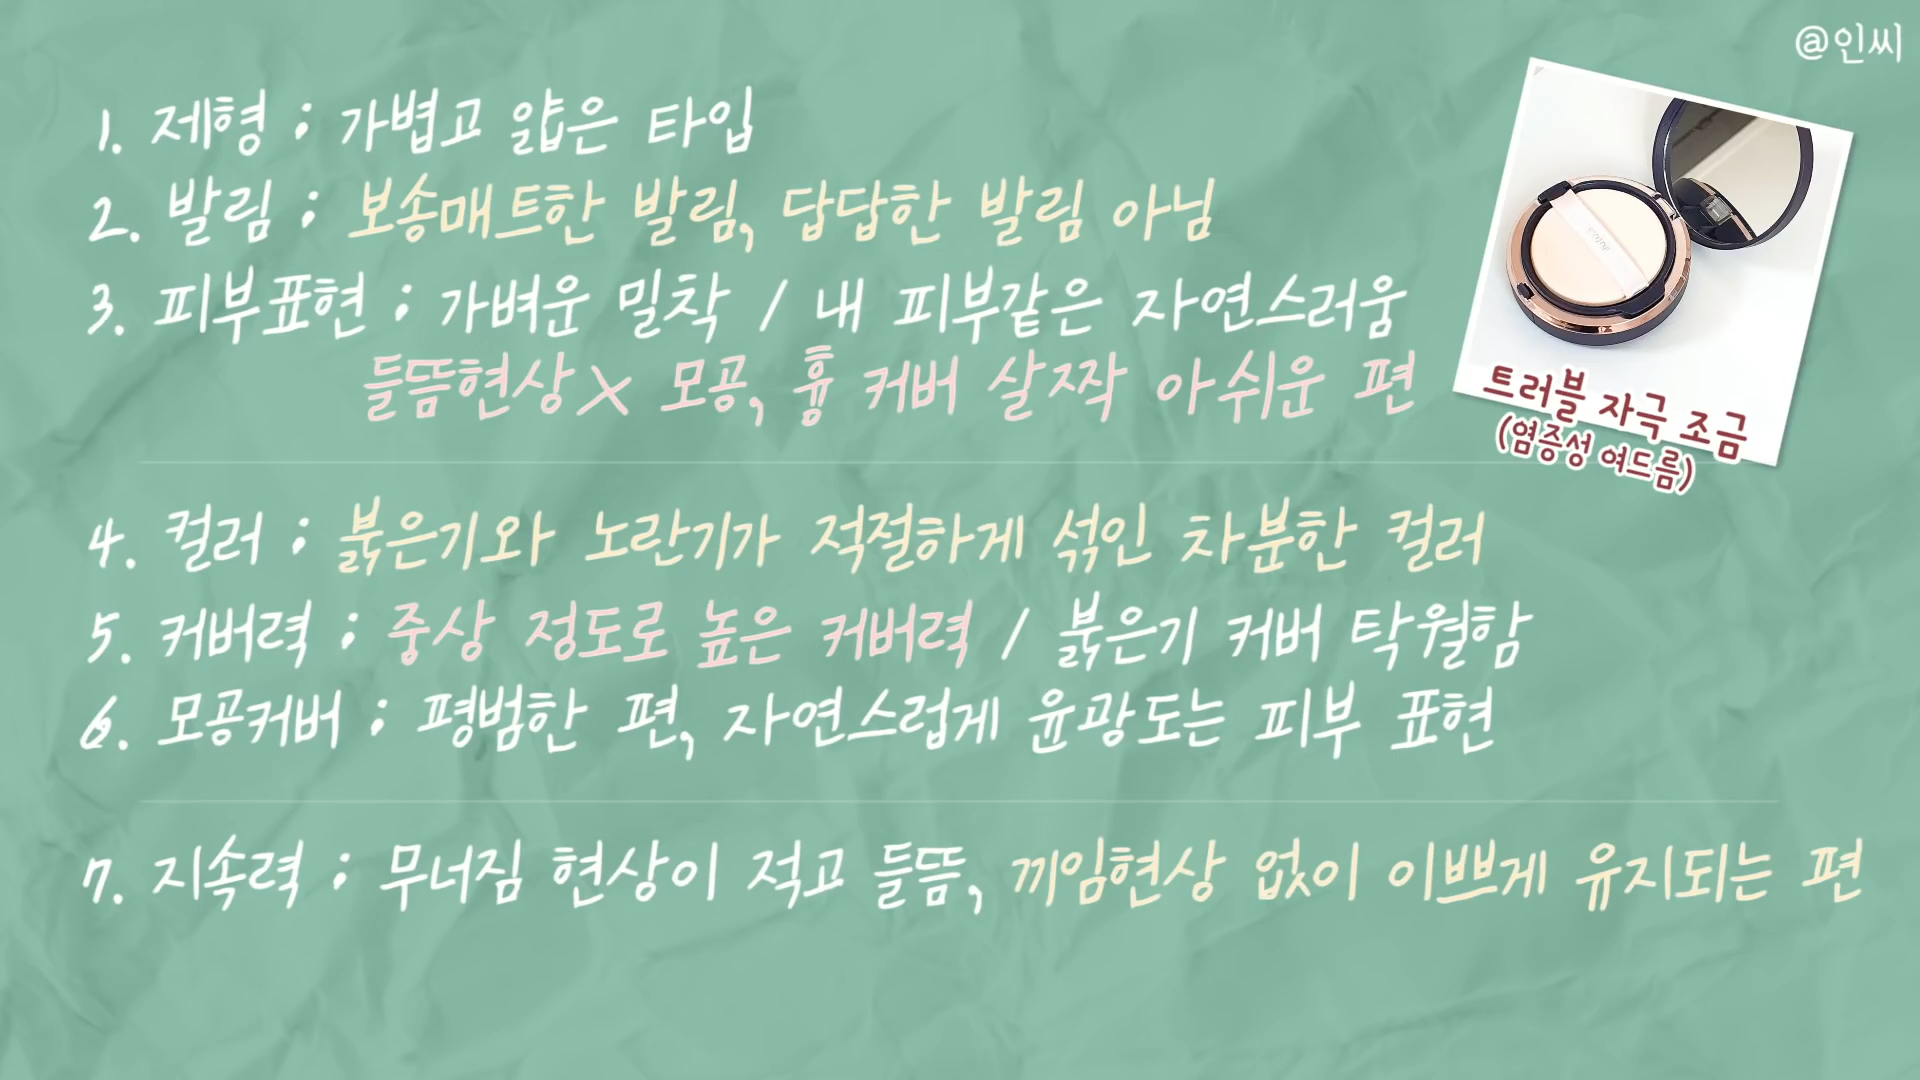 @인씨
1. 제형 : 가볍고 얇은 타입
2. 발림 : 보송매트한 발림, 답답한 발림 아님
3. 피부표현 : 가벼운 밀착 / 내 피부같은 자연스러움
들뜸현상X 모공, 흉 커버 살짝 아쉬운 편
트러블 자극 조금
(염증성 여드름)
4. 컬러 : 붉은기와 노란기가 적절하게 섞인 차분한 컬러
5. 커버력 : 중상 정도로 높은 커버력 / 붉은기 커버 탁월함
6. 모공커버 : 평범한 편, 자연스럽게 윤광도는 피부 표현
7. 지속력 : 무너짐 현상이 적고 들뜸, 끼임현상 없이 이쁘게 유지되는 편